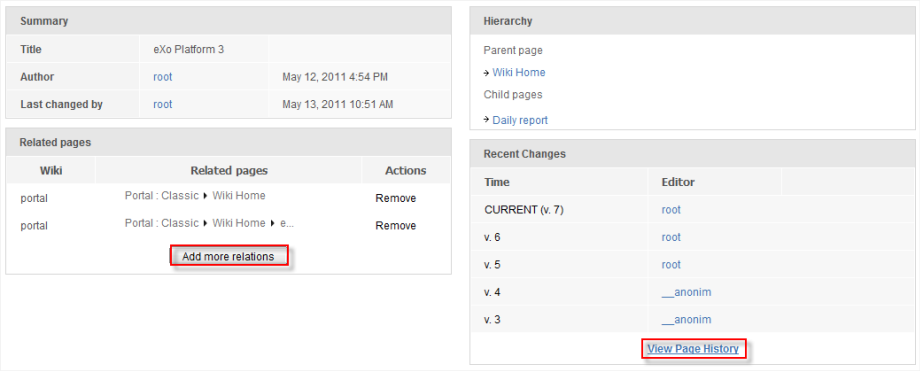 Summary
Title eXo Platform 3
Author root May 12, 2011 4:54 PM
Last changed by root May 13, 2011 10:51 AM
Related pages
Wiki Related pages Actions
portal Portal : Classic Wiki Home Remove
portal Portal : Classic Wiki Home e... Remove
Add more relations
Hierarchy
Parent page
Wiki Home
Child pages
Daily report
Recent Changes
Time Editor
CURRENT (v. 7) root
v. 6 root
v. 5 root
v. 4 __anonim
v. 3 __anonim
View Page History